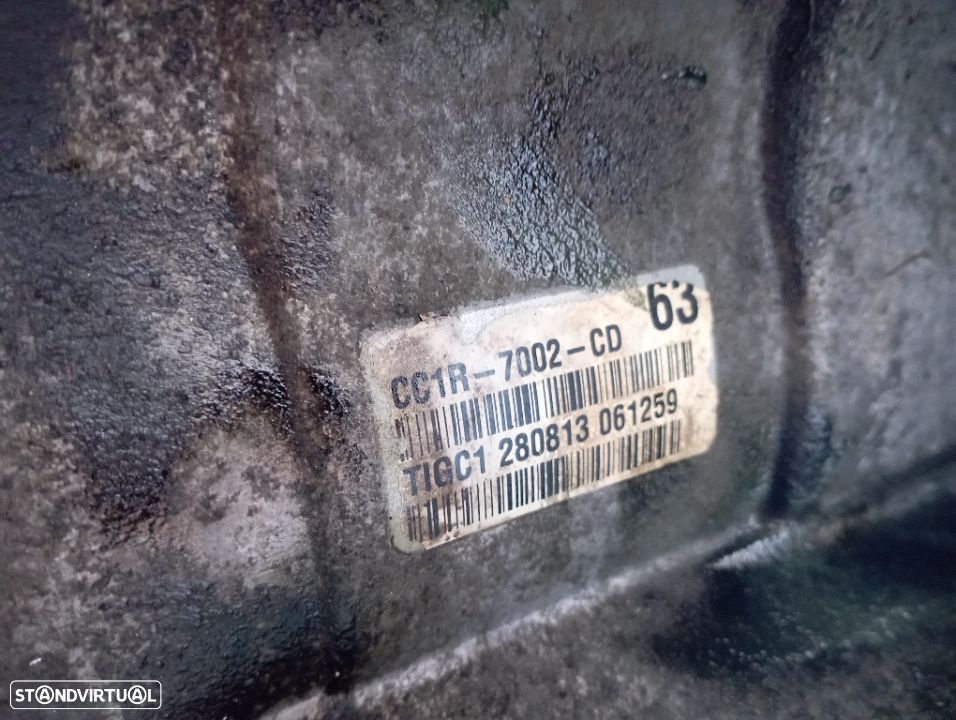 63
CC1R-7002-CD
TIGC1 280813 061259
STANDVIRTUAL